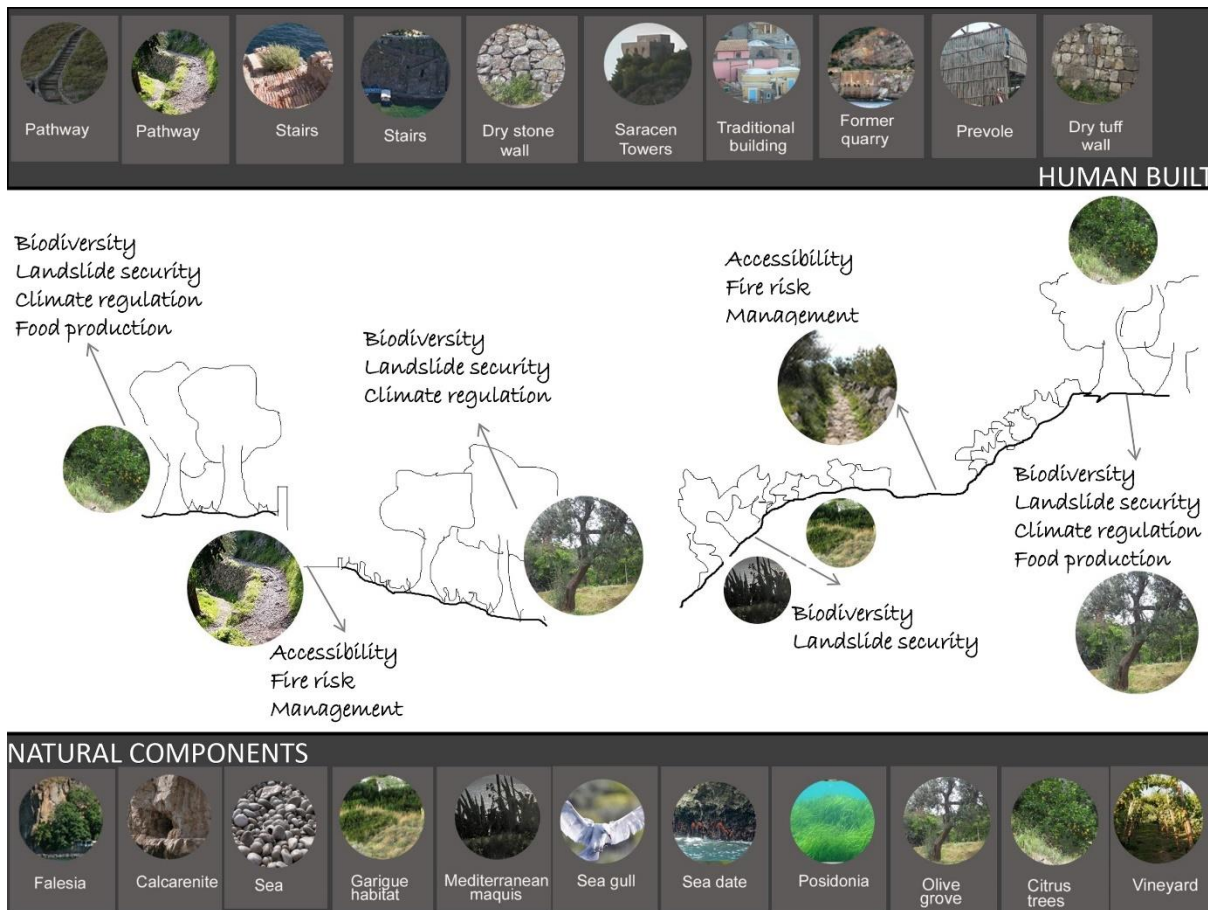 Pathway
Pathway
Stairs
Stairs
Dry stone
wall
Saracen
Towers
Traditional
building
Former
quarry
Prevole
Dry tuff
wall
HUMAN BUILT
Biodiversity
Landslide security
Climate regulation
Food production
Biodiversity
Landslide security
Climate regulation
Accessibility
Fire risk
Management
Accessibility
Fire risk
Management
Biodiversity
Landslide security
Biodiversity
Landslide security
Climate regulation
Food production
NATURAL COMPONENTS
Falesia
Calcarenite
Sea
Garigue
habitat
Mediterranean
maquis
Sea gull
Sea date
Posidonia
Olive
grove
Citrus
trees
Vineyard